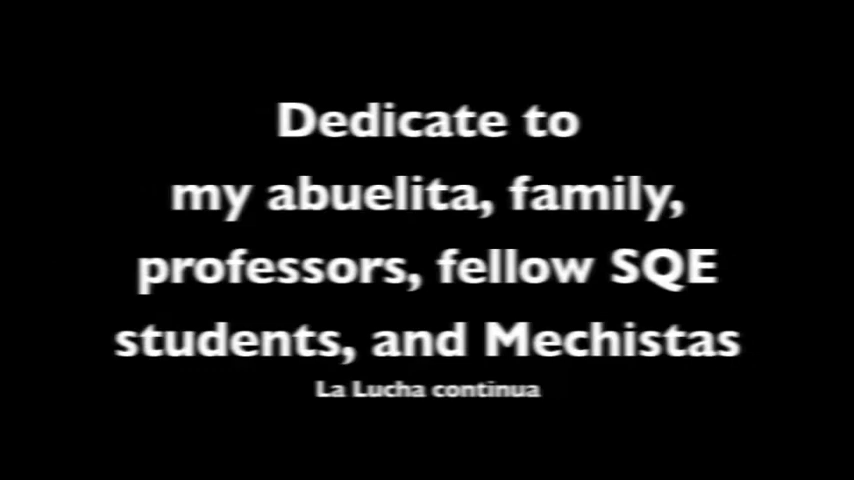 Dedicate to
my abuelita, family,
professors, fellow SQE
students, and Mechistas
La Lucha continua